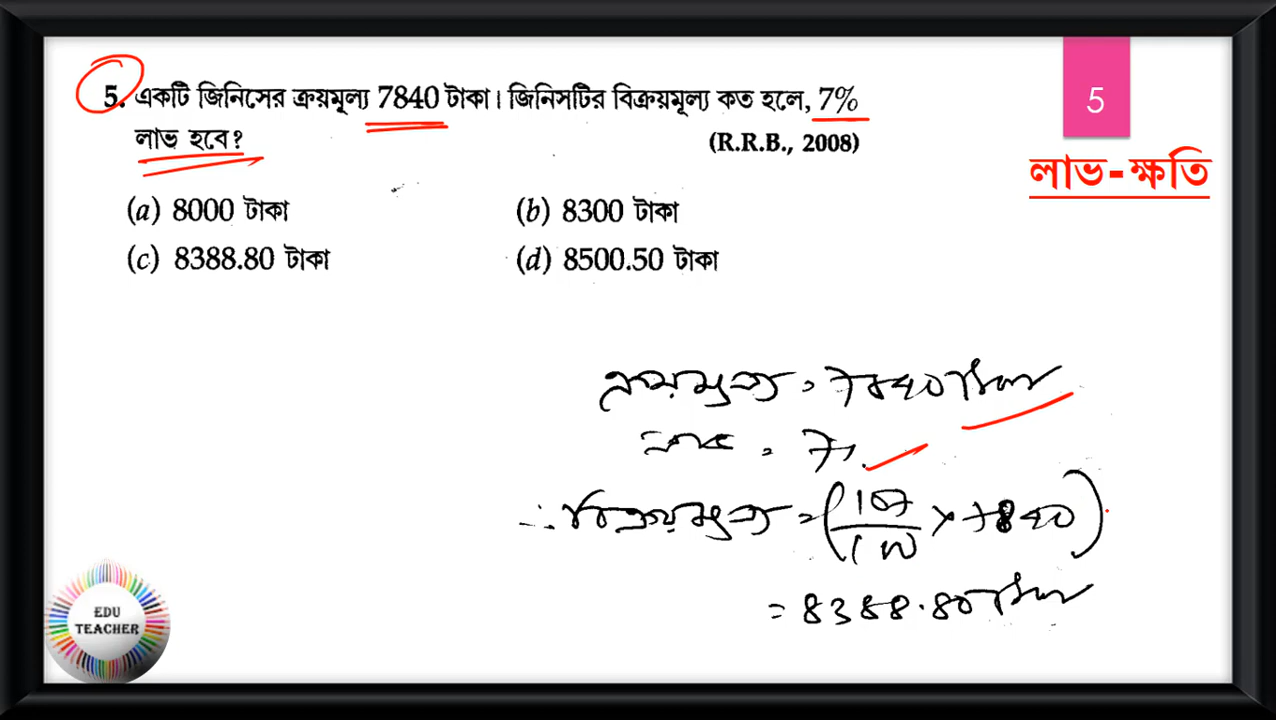 5. একটি জিনিসের ক্রয়মূল্য 7840 টাকা। জিনিসটির বিক্রয়মূল্য কত হলে, 7%
লাভ হবে?
(R.R.B., 2008)
5
লাভ-ক্ষতি
(a) 8000 টাকা
(b) 8300 টাকা
(c) 8388.80 টাকা
(d) 8500.50 টাকা
ক্রয়মূল্য = 7840 টাকা
লাভ = 7%
∴ বিক্রয়মূল্য = (107/100 × 7840)
= 8388.80 টাকা
EDU
TEACHER